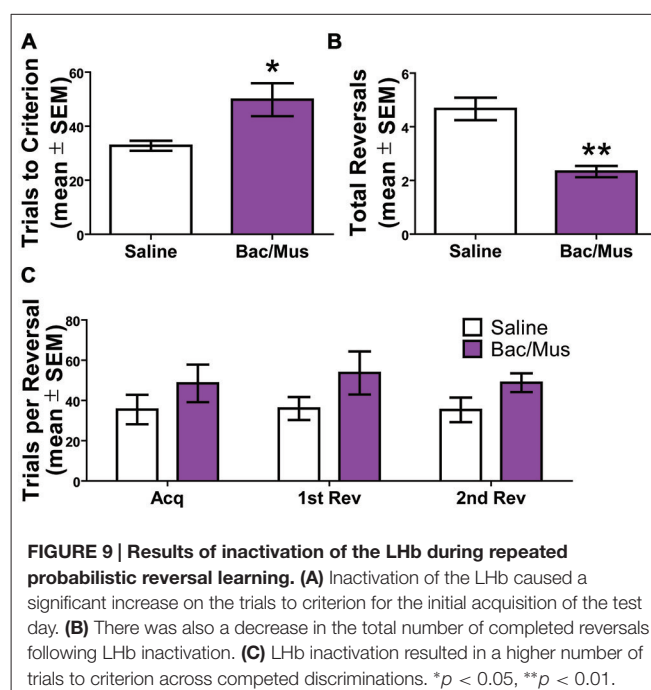 A
Trials to Criterion
(mean ± SEM)
60
40
20
0
*
Saline
Bac/Mus
B
Total Reversals
(mean ± SEM)
6
4
2
0
**
Saline
Bac/Mus
C
Trials per Reversal
(mean ± SEM)
80
60
40
20
0
Saline
Bac/Mus
Acq
1st Rev
2nd Rev
FIGURE 9 | Results of inactivation of the LHb during repeated
probabilistic reversal learning. (A) Inactivation of the LHb caused a
significant increase on the trials to criterion for the initial acquisition of the test
day. (B) There was also a decrease in the total number of completed reversals
following LHb inactivation. (C) LHb inactivation resulted in a higher number of
trials to criterion across competed discriminations. *p < 0.05, **p < 0.01.